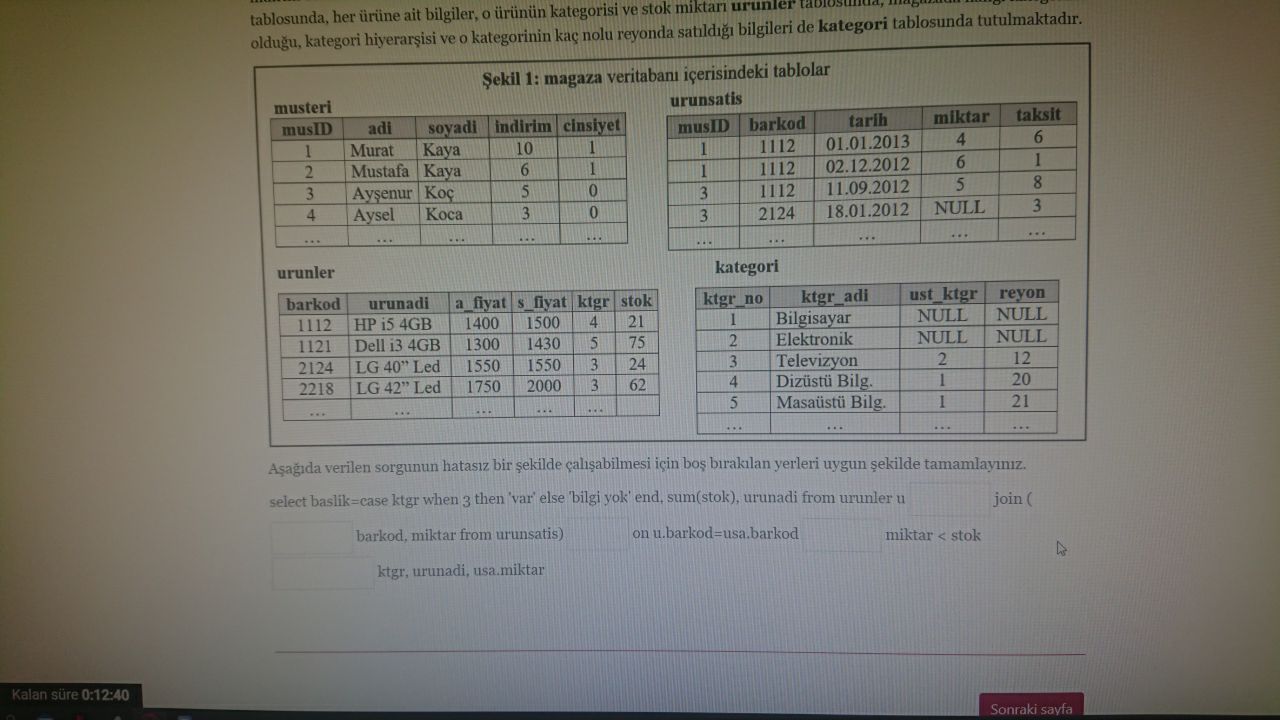 tablosunda, her ürüne ait bilgiler, o ürünün kategorisi ve stok miktarı urunler
olduğu, kategori hiyerarşisi ve o kategorinin kaç nolu reyonda satıldığı bilgileri de kategori tablosunda tutulmaktadır.
Şekil 1: magaza veritabanı içerisindeki tablolar
musteri
musID adi soyadi indirim cinsiyet
1 Murat Kaya 10 1
2 Mustafa Kaya 6 1
3 Ayşenur Koç 5 0
4 Aysel Koca 3 0
... ... ... ... ...
urunsatis
musID barkod tarih miktar taksit
1 1112 01.01.2013 4 6
1 1112 02.12.2012 6 1
3 1112 11.09.2012 5 8
3 2124 18.01.2012 NULL 3
... ... ... ... ...
urunler
barkod urunadi a_fiyat s_fiyat ktgr stok
1112 HP i5 4GB 1400 1500 4 21
1121 Dell i3 4GB 1300 1430 5 75
2124 LG 40” Led 1550 1550 3 24
2218 LG 42” Led 1750 2000 3 62
... ... ... ... ...
kategori
ktgr_no ktgr_adi ust_ktgr reyon
1 Bilgisayar NULL NULL
2 Elektronik NULL NULL
3 Televizyon 2 12
4 Dizüstü Bilg. 1 20
5 Masaüstü Bilg. 1 21
... ... ... ...
Aşağıda verilen sorgunun hatasız bir şekilde çalışabilmesi için boş bırakılan yerleri uygun şekilde tamamlayınız.
select baslik=case ktgr when 3 then 'var' else 'bilgi yok' end, sum(stok), urunadi from urunler u join (
barkod, miktar from urunsatis) on u.barkod=usa.barkod miktar < stok
ktgr, urunadi, usa.miktar
Kalan süre 0:12:40
Sonraki sayfa